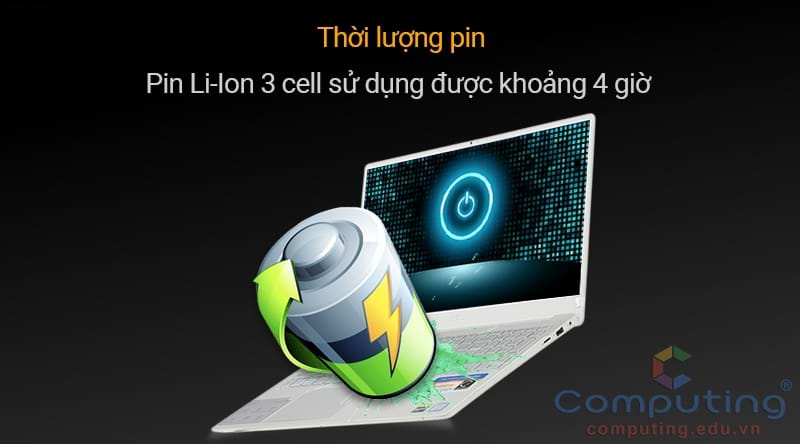 Thời lượng pin
Pin Li-Ion 3 cell sử dụng được khoảng 4 giờ
Computing®
computing.edu.vn